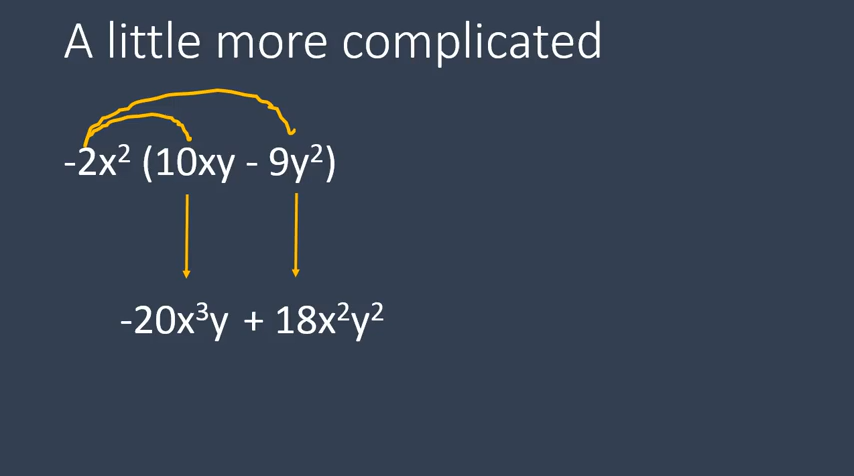 A little more complicated
-2x² (10xy - 9y²)
-20x³y + 18x²y²